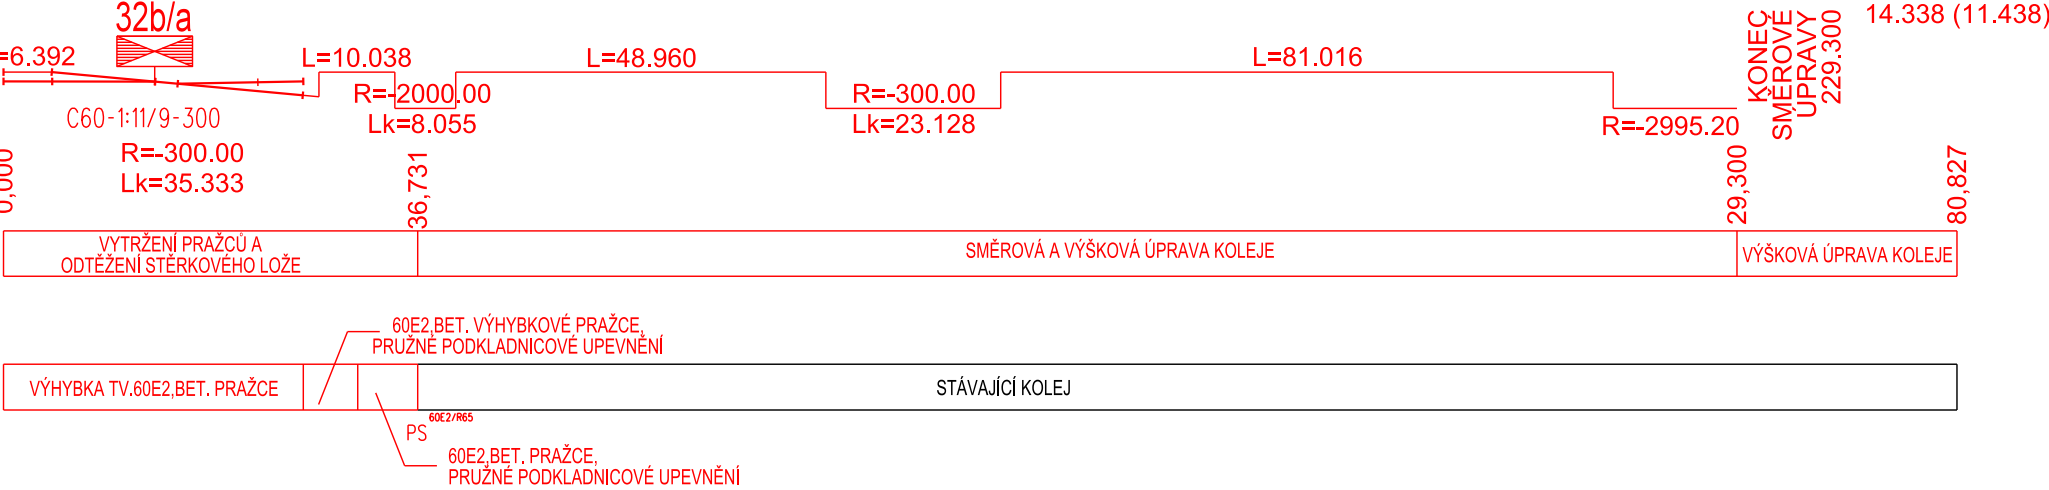 32b/a
=6.392
L=10.038
L=48.960
L=81.016
KONEC
SMĚROVÉ
ÚPRAVY
229.300
14.338 (11.438)
C60-1:11/9-300
R=-300.00
Lk=35.333
R=-2000.00
Lk=8.055
R=-300.00
Lk=23.128
R=-2995.20
0,000
36,731
29,300
80,827
VYTRŽENÍ PRAŽCŮ A
ODTĚŽENÍ ŠTĚRKOVÉHO LOŽE
SMĚROVÁ A VÝŠKOVÁ ÚPRAVA KOLEJE
VÝŠKOVÁ ÚPRAVA KOLEJE
60E2,BET. VÝHYBKOVÉ PRAŽCE,
PRUŽNÉ PODKLADNICOVÉ UPEVNĚNÍ
VÝHYBKA TV.60E2,BET. PRAŽCE
STÁVAJÍCÍ KOLEJ
PS 60E2/R65
60E2,BET. PRAŽCE,
PRUŽNÉ PODKLADNICOVÉ UPEVNĚNÍ